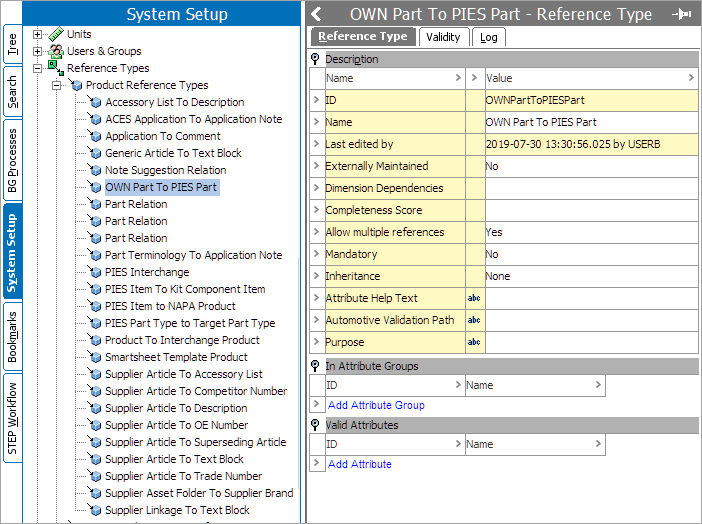 Tree
Search
BG Processes
System Setup
Bookmarks
STEP Workflow
System Setup
Units
Users & Groups
Reference Types
Product Reference Types
Accessory List To Description
ACES Application To Application Note
Application To Comment
Generic Article To Text Block
Note Suggestion Relation
OWN Part To PIES Part
Part Relation
Part Relation
Part Relation
Part Terminology To Application Note
PIES Interchange
PIES Item To Kit Component Item
PIES Item to NAPA Product
PIES Part Type to Target Part Type
Product To Interchange Product
Smartsheet Template Product
Supplier Article To Accessory List
Supplier Article To Competitor Number
Supplier Article To Description
Supplier Article To OE Number
Supplier Article To Superseding Article
Supplier Article To Text Block
Supplier Article To Trade Number
Supplier Asset Folder To Supplier Brand
Supplier Linkage To Text Block
OWN Part To PIES Part - Reference Type
Reference Type Validity Log
Description
Name > > Value >
ID OWNPartToPIESPart
Name OWN Part To PIES Part
Last edited by 2019-07-30 13:30:56.025 by USERB
Externally Maintained No
Dimension Dependencies
Completeness Score
Allow multiple references Yes
Mandatory No
Inheritance None
Attribute Help Text abc
Automotive Validation Path abc
Purpose abc
In Attribute Groups
ID > Name >
Add Attribute Group
Valid Attributes
ID > Name >
Add Attribute